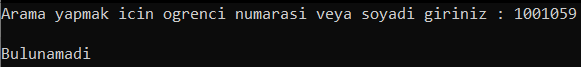 Arama yapmak icin ogrenci numarasi veya soyadi giriniz : 1001059
Bulunamadi